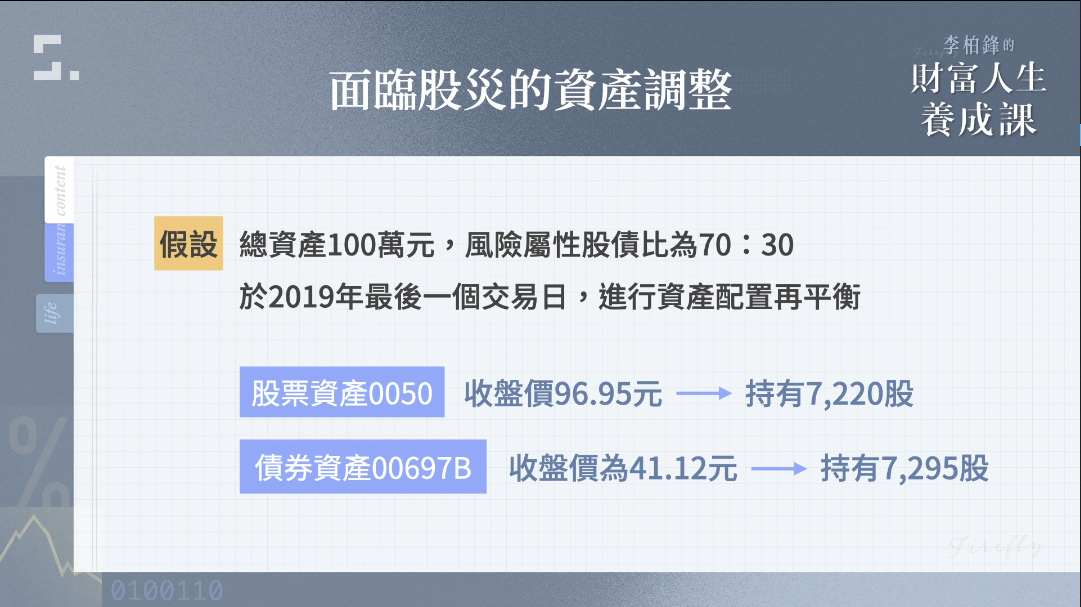 面臨股災的資產調整
李柏鋒的
財富人生
養成課
content
insuran
life
假設 總資產100萬元，風險屬性股債比為70：30
於2019年最後一個交易日，進行資產配置再平衡
股票資產0050 收盤價96.95元 → 持有7,220股
債券資產00697B 收盤價為41.12元 → 持有7,295股
%
Firefly
0100110